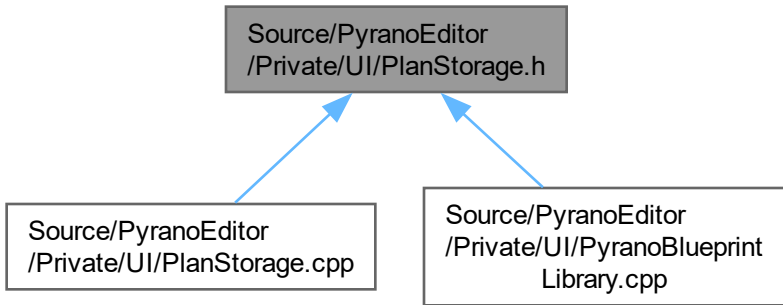 Source/PyranoEditor
/Private/UI/PlanStorage.h
Source/PyranoEditor
/Private/UI/PlanStorage.cpp
Source/PyranoEditor
/Private/UI/PyranoBlueprint
Library.cpp